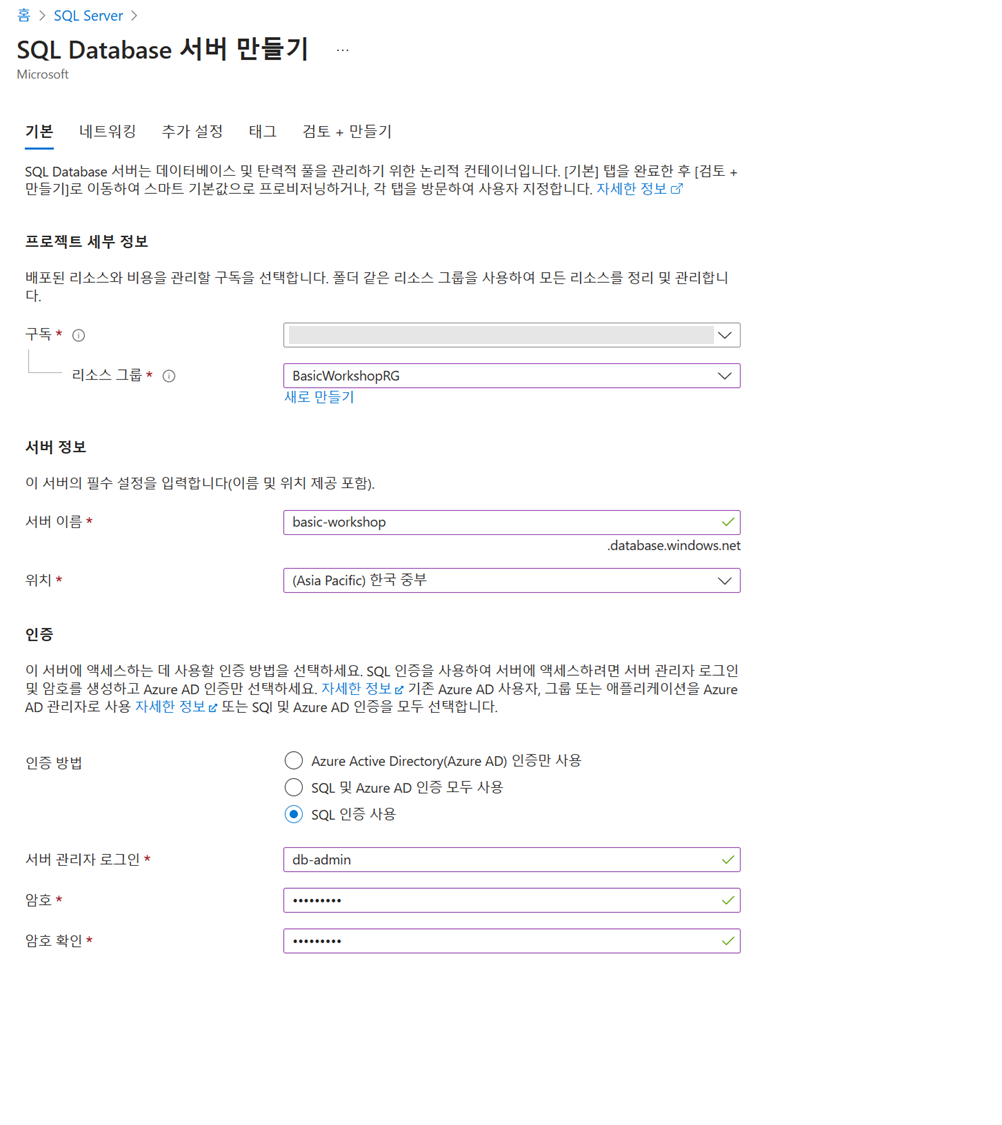 홈 > SQL Server >
SQL Database 서버 만들기 ...
Microsoft
기본 네트워킹 추가 설정 태그 검토 + 만들기
SQL Database 서버는 데이터베이스 및 탄력적 풀을 관리하기 위한 논리적 컨테이너입니다. [기본] 탭을 완료한 후 [검토 +
만들기]로 이동하여 스마트 기본값으로 프로비저닝하거나, 각 탭을 방문하여 사용자 지정합니다. 자세한 정보
프로젝트 세부 정보
배포된 리소스와 비용을 관리할 구독을 선택합니다. 폴더 같은 리소스 그룹을 사용하여 모든 리소스를 정리 및 관리합니
다.
구독 *
리소스 그룹 * BasicWorkshopRG
새로 만들기
서버 정보
이 서버의 필수 설정을 입력합니다(이름 및 위치 제공 포함).
서버 이름 * basic-workshop
.database.windows.net
위치 * (Asia Pacific) 한국 중부
인증
이 서버에 액세스하는 데 사용할 인증 방법을 선택하세요. SQL 인증을 사용하여 서버에 액세스하려면 서버 관리자 로그인
및 암호를 생성하고 Azure AD 인증만 선택하세요. 자세한 정보 기존 Azure AD 사용자, 그룹 또는 애플리케이션을 Azure
AD 관리자로 사용 자세한 정보 또는 SQl 및 Azure AD 인증을 모두 선택합니다.
인증 방법 Azure Active Directory(Azure AD) 인증만 사용
SQL 및 Azure AD 인증 모두 사용
SQL 인증 사용
서버 관리자 로그인 * db-admin
암호 * •••••••••
암호 확인 * •••••••••